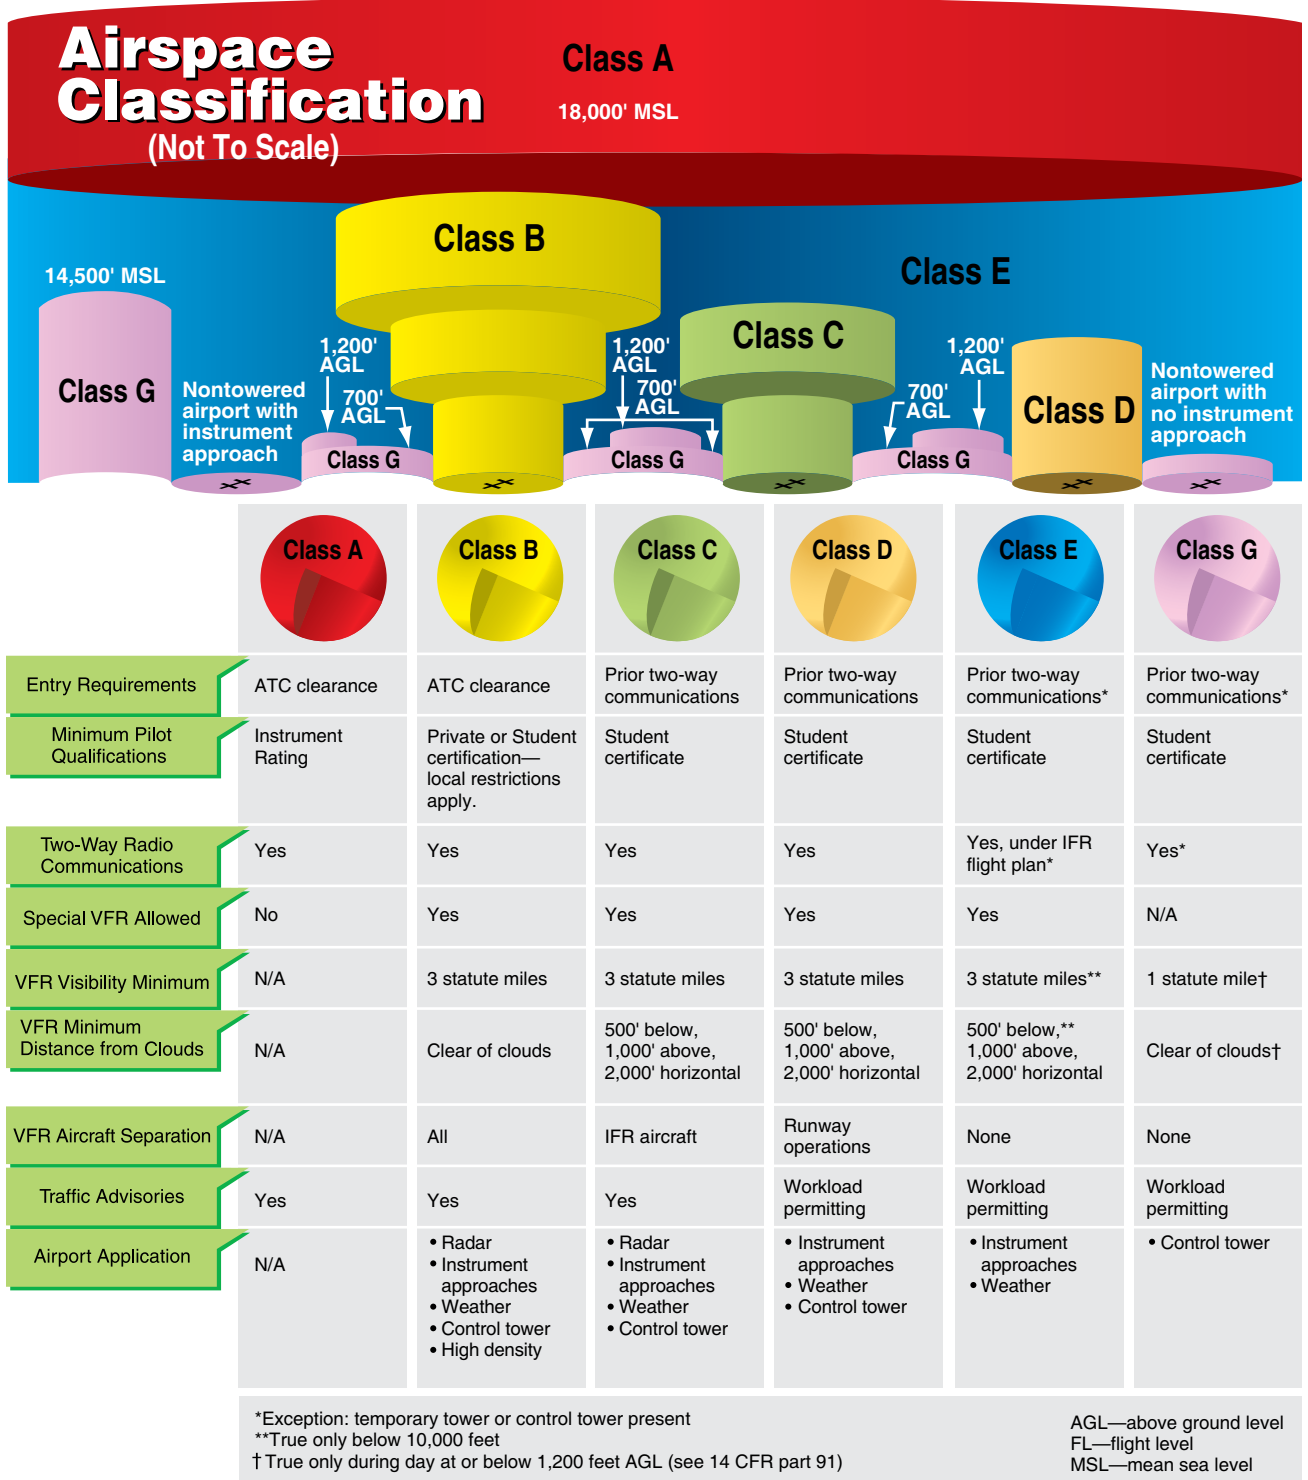 Airspace
Classification
(Not To Scale)
Class A
18,000' MSL
Class B
Class E
14,500' MSL
Class C
1,200'
AGL
1,200'
AGL
1,200'
AGL
Class G
Nontowered
airport with
instrument
approach
700'
AGL
700'
AGL
700'
AGL
Class D
Nontowered
airport with
no instrument
approach
Class G
Class G
Class G
Class A
Class B
Class C
Class D
Class E
Class G
Entry Requirements
ATC clearance
ATC clearance
Prior two-way
communications
Prior two-way
communications
Prior two-way
communications*
Prior two-way
communications*
Minimum Pilot
Qualifications
Instrument
Rating
Private or Student
certification—
local restrictions
apply.
Student
certificate
Student
certificate
Student
certificate
Student
certificate
Two-Way Radio
Communications
Yes
Yes
Yes
Yes
Yes, under IFR
flight plan*
Yes*
Special VFR Allowed
No
Yes
Yes
Yes
Yes
N/A
VFR Visibility Minimum
N/A
3 statute miles
3 statute miles
3 statute miles
3 statute miles**
1 statute mile†
VFR Minimum
Distance from Clouds
N/A
Clear of clouds
500' below,
1,000' above,
2,000' horizontal
500' below,
1,000' above,
2,000' horizontal
500' below,**
1,000' above,
2,000' horizontal
Clear of clouds†
VFR Aircraft Separation
N/A
All
IFR aircraft
Runway
operations
None
None
Traffic Advisories
Yes
Yes
Yes
Workload
permitting
Workload
permitting
Workload
permitting
Airport Application
N/A
• Radar
• Instrument
approaches
• Weather
• Control tower
• High density
• Radar
• Instrument
approaches
• Weather
• Control tower
• Instrument
approaches
• Weather
• Control tower
• Instrument
approaches
• Weather
• Control tower
*Exception: temporary tower or control tower present
**True only below 10,000 feet
† True only during day at or below 1,200 feet AGL (see 14 CFR part 91)
AGL—above ground level
FL—flight level
MSL—mean sea level